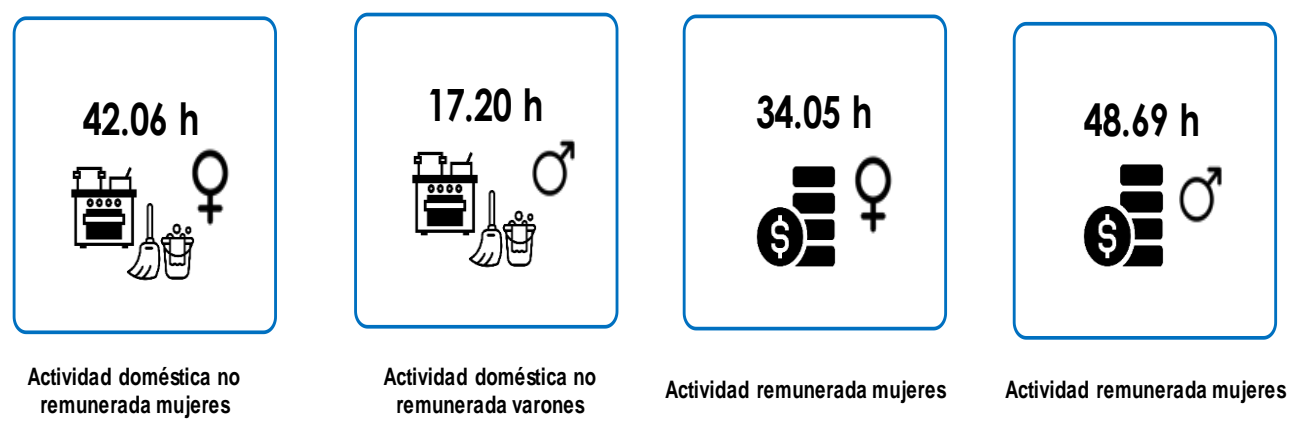 42.06 h
17.20 h
34.05 h
48.69 h
$
$
Actividad doméstica no
remunerada mujeres
Actividad doméstica no
remunerada varones
Actividad remunerada mujeres
Actividad remunerada mujeres